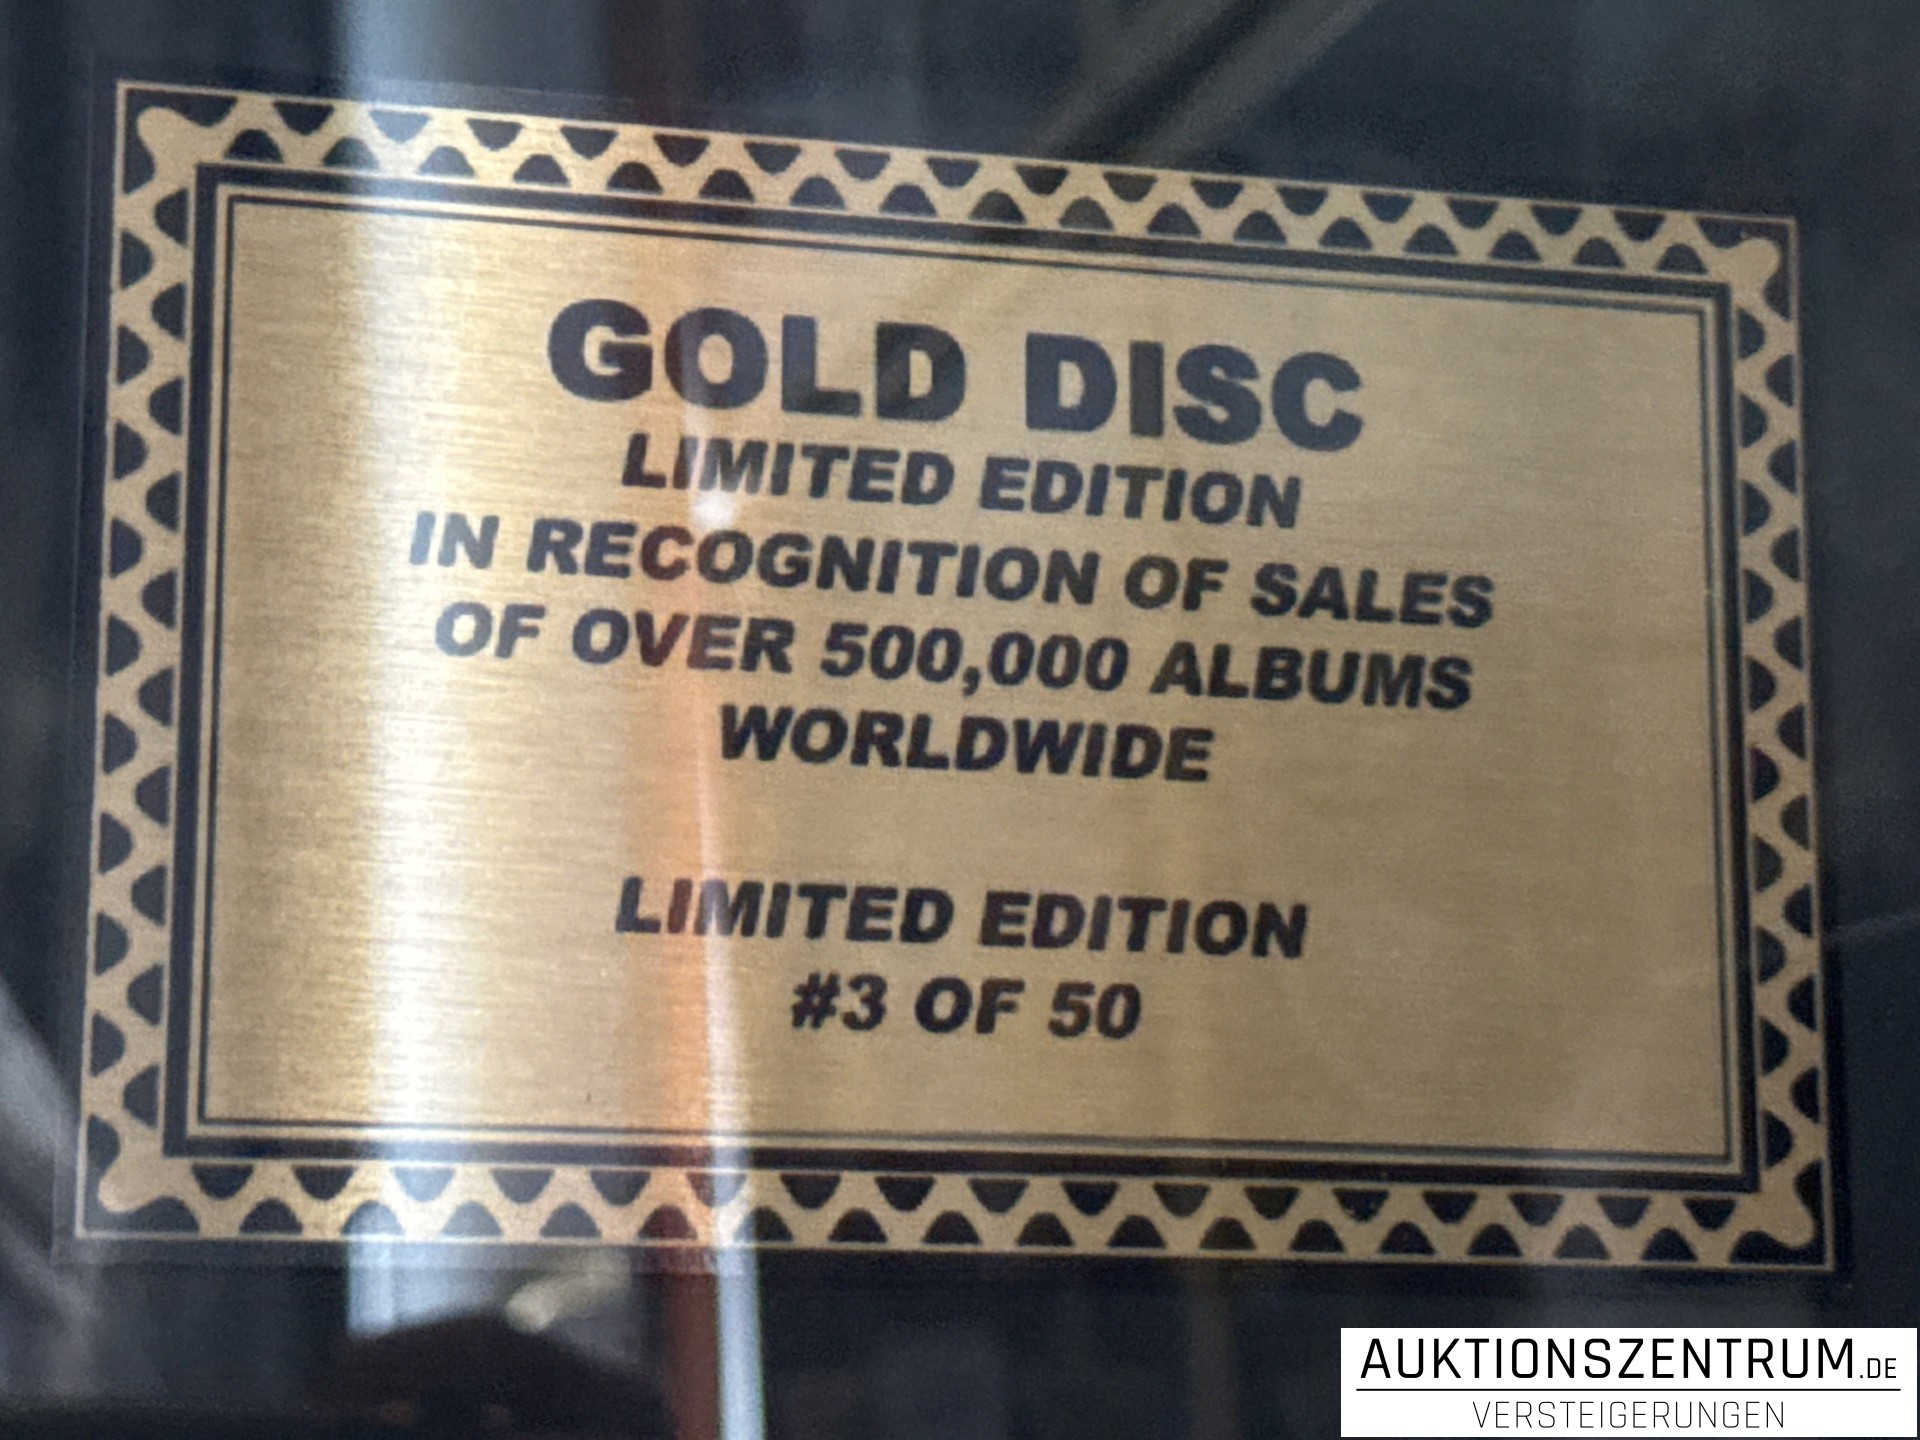 GOLD DISC
LIMITED EDITION
IN RECOGNITION OF SALES
OF OVER 500,000 ALBUMS
WORLDWIDE
LIMITED EDITION
#3 OF 50
AUKTIONSZENTRUM.DE
VERSTEIGERUNGEN